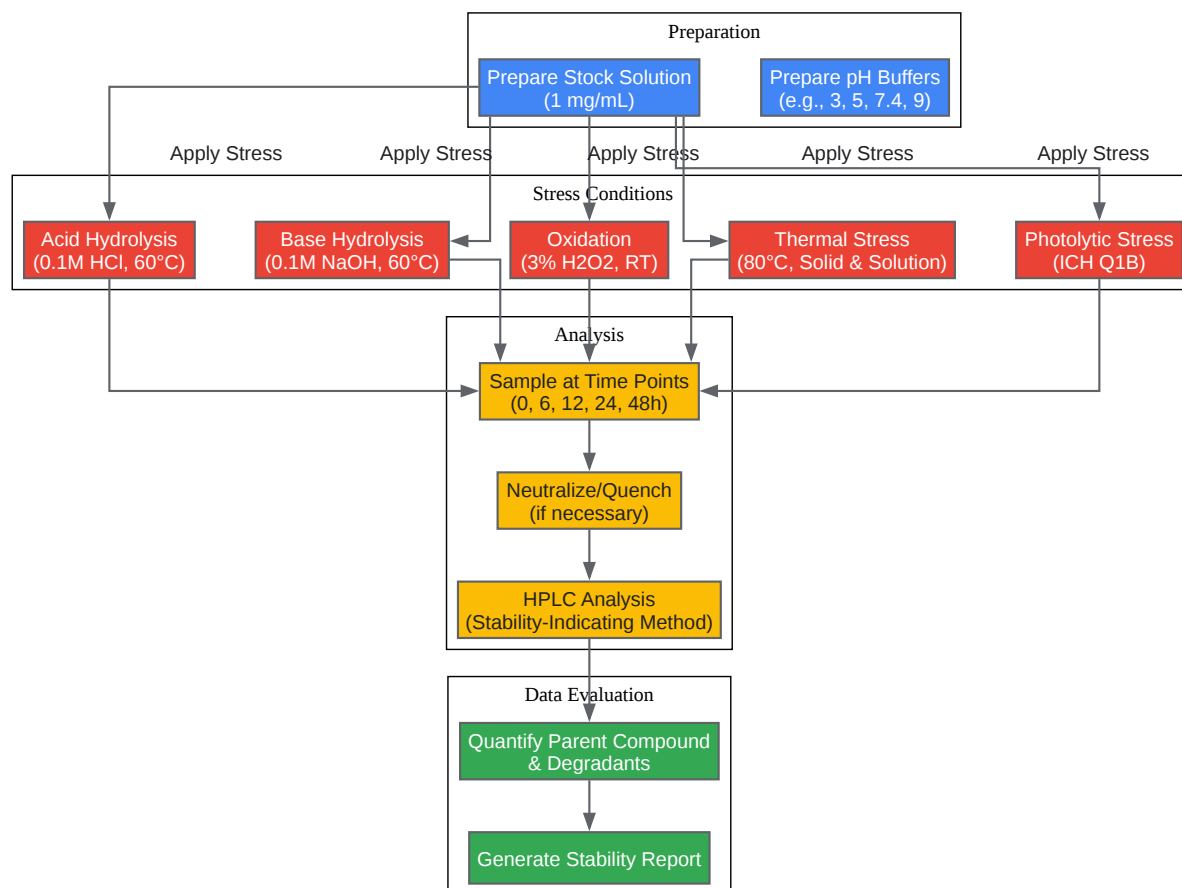 Preparation
Prepare Stock Solution
(1 mg/mL)
Prepare pH Buffers
(e.g., 3, 5, 7.4, 9)
Apply Stress
Apply Stress
Apply Stress
Apply Stress
Apply Stress
Stress Conditions
Acid Hydrolysis
(0.1M HCl, 60°C)
Base Hydrolysis
(0.1M NaOH, 60°C)
Oxidation
(3% H2O2, RT)
Thermal Stress
(80°C, Solid & Solution)
Photolytic Stress
(ICH Q1B)
Analysis
Sample at Time Points
(0, 6, 12, 24, 48h)
Neutralize/Quench
(if necessary)
HPLC Analysis
(Stability-Indicating Method)
Data Evaluation
Quantify Parent Compound
& Degradants
Generate Stability Report